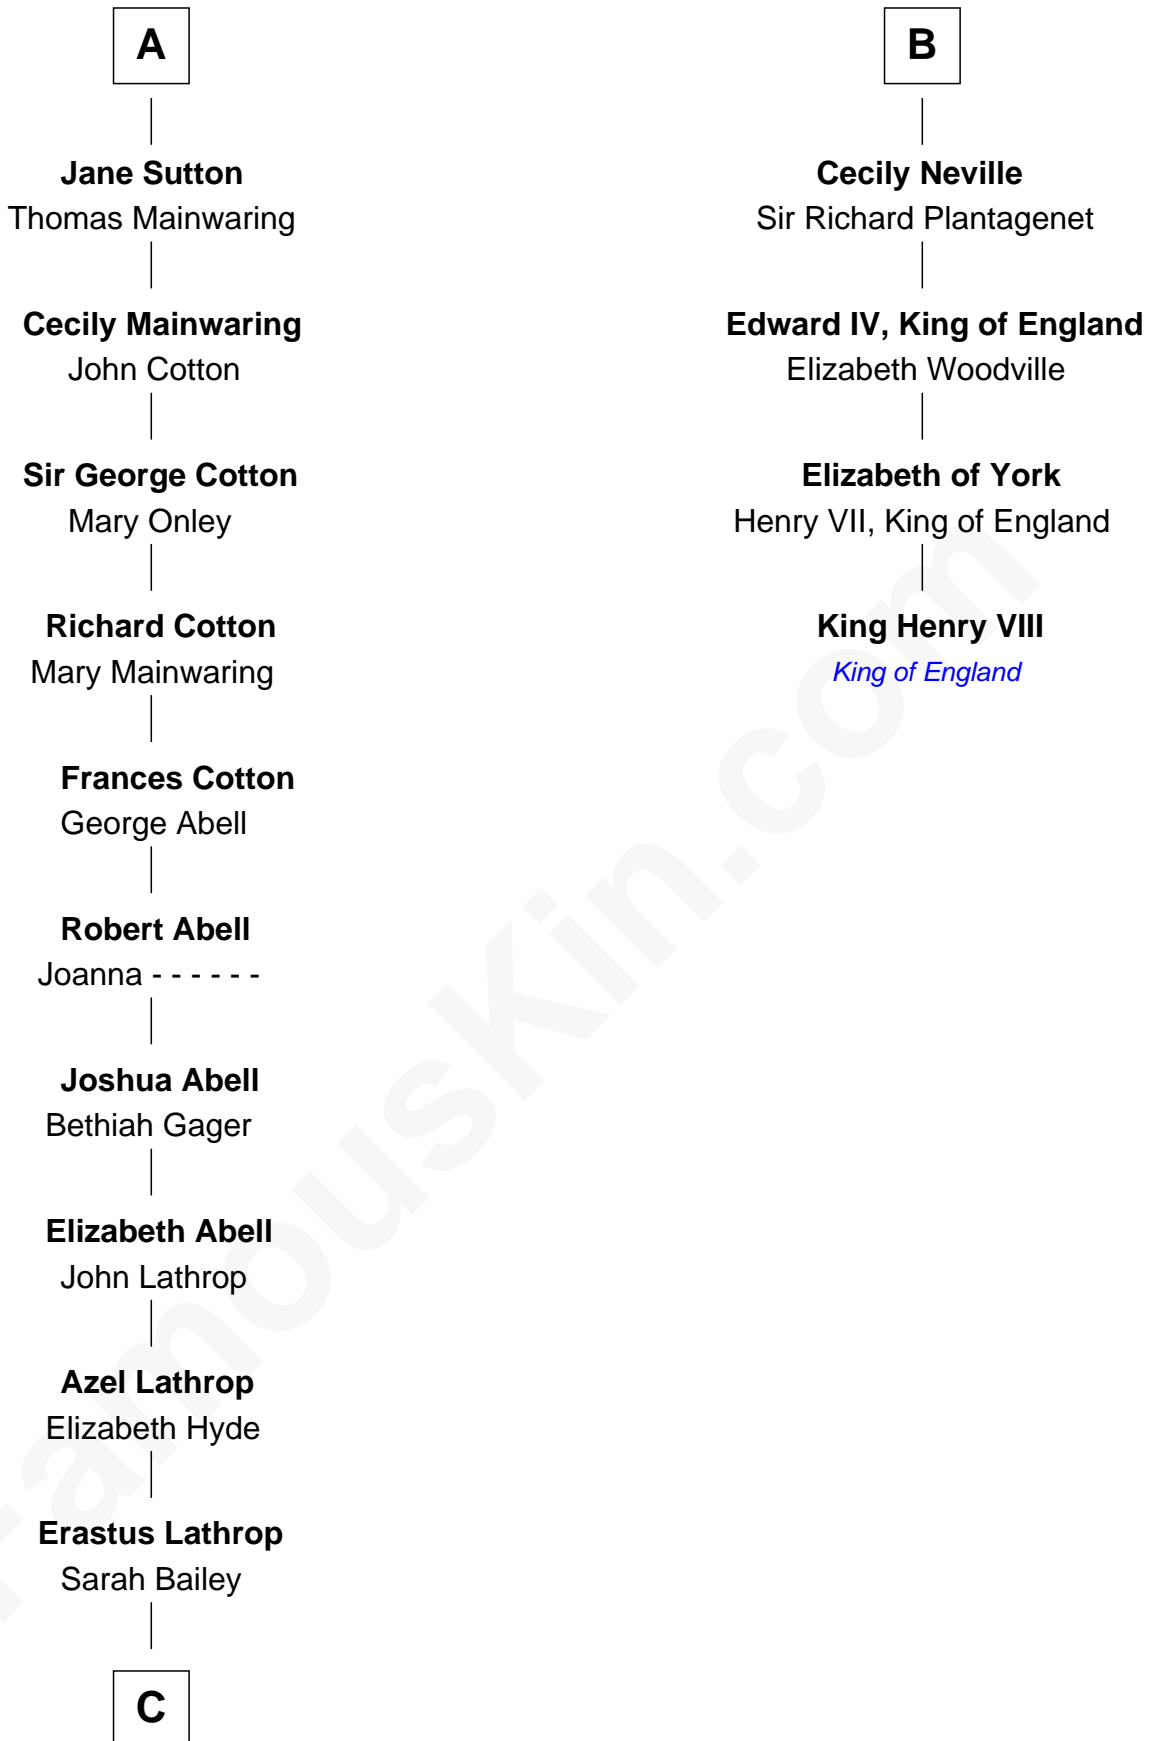 A
Jane Sutton
Thomas Mainwaring
Cecily Mainwaring
John Cotton
Sir George Cotton
Mary Onley
Richard Cotton
Mary Mainwaring
Frances Cotton
George Abell
Robert Abell
Joanna - - - - - -
Joshua Abell
Bethiah Gager
Elizabeth Abell
John Lathrop
Azel Lathrop
Elizabeth Hyde
Erastus Lathrop
Sarah Bailey
C
B
Cecily Neville
Sir Richard Plantagenet
Edward IV, King of England
Elizabeth Woodville
Elizabeth of York
Henry VII, King of England
King Henry VIII
King of England
FamousKin.com